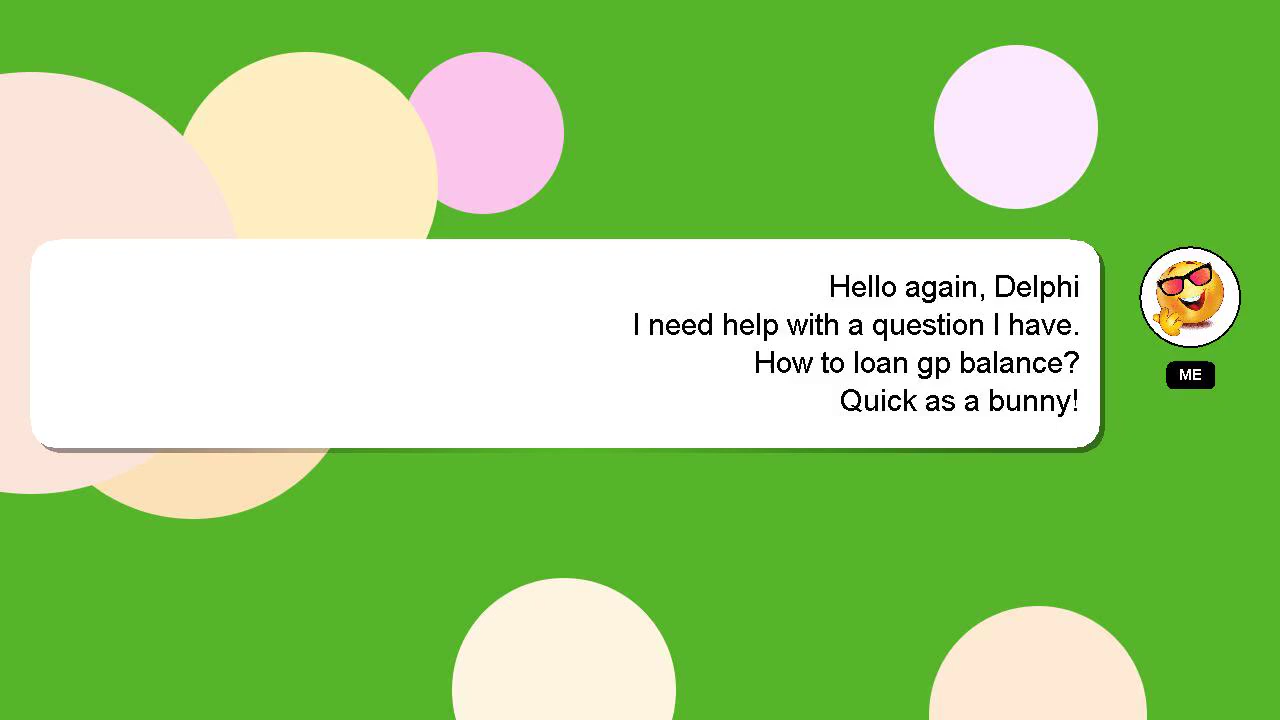 Hello again, Delphi
I need help with a question I have.
How to loan gp balance?
Quick as a bunny!
ME